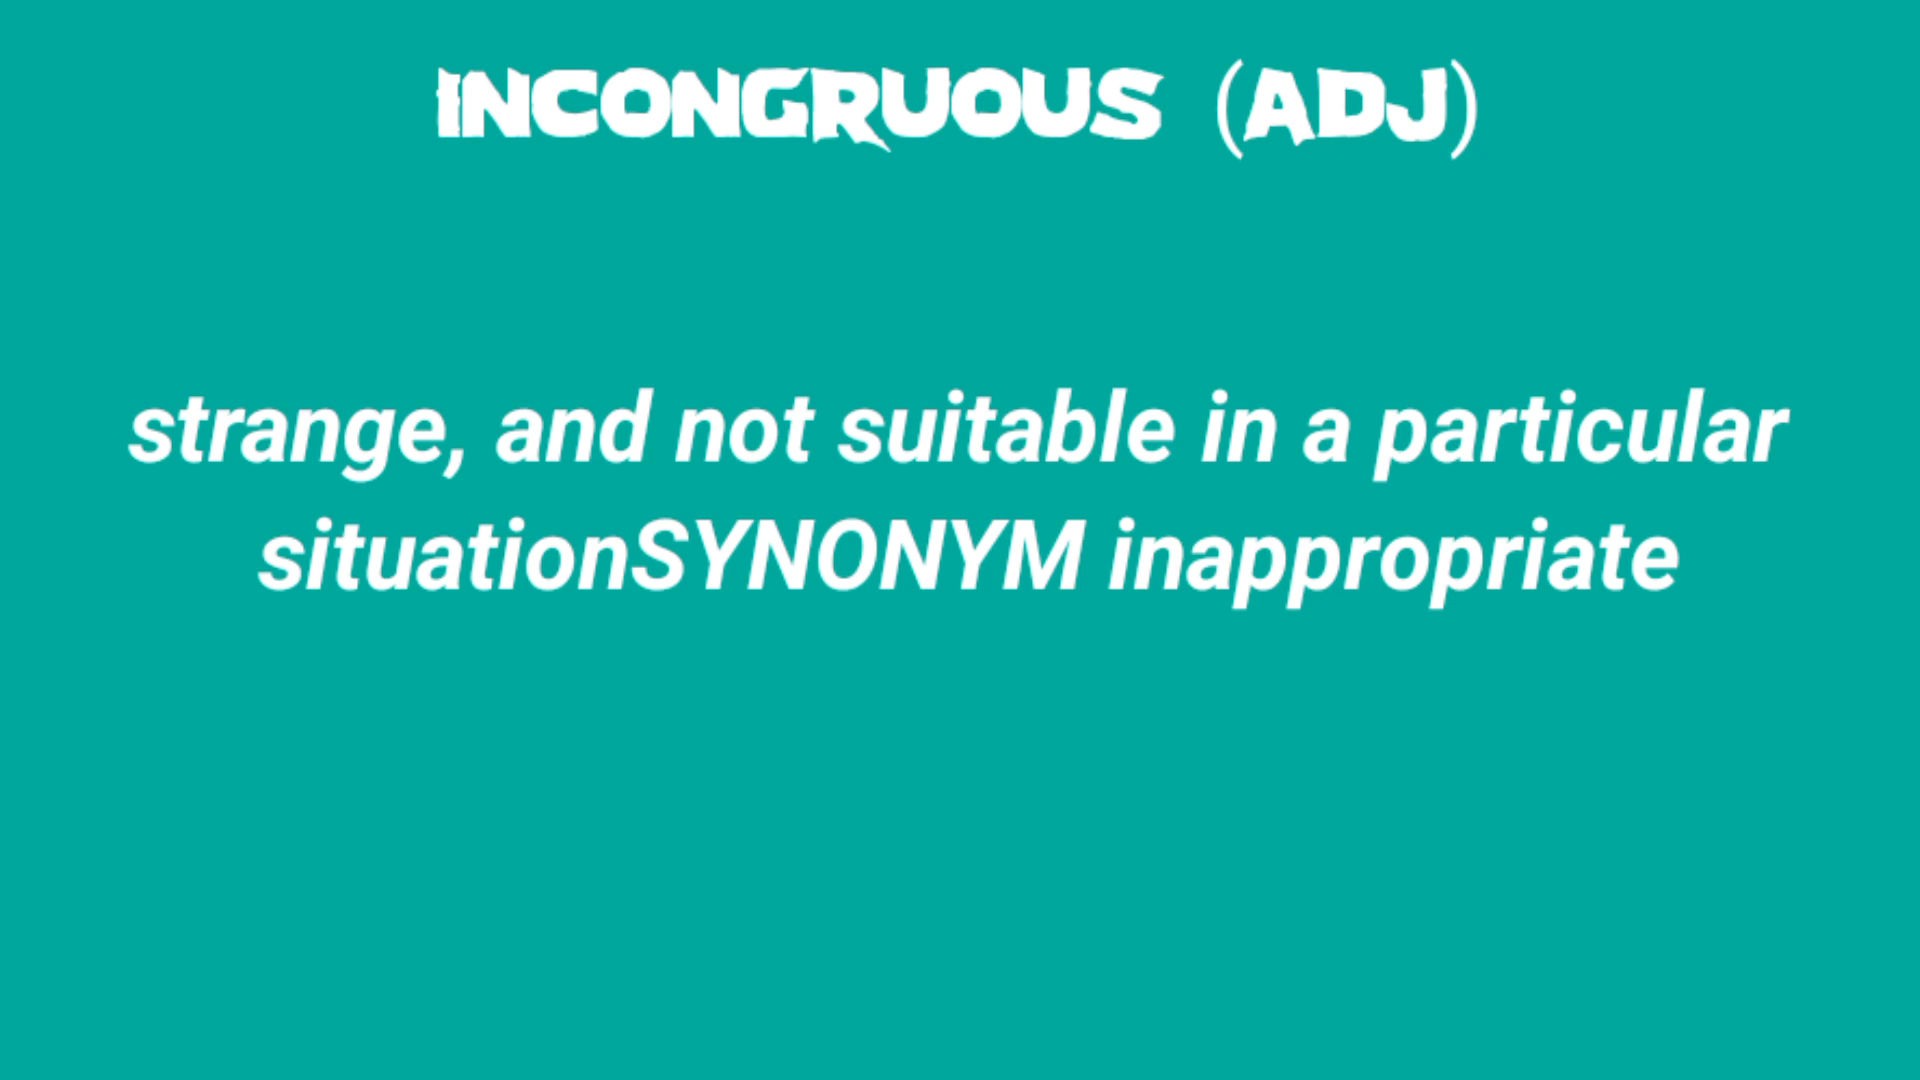 INCONGRUOUS (ADJ)
strange, and not suitable in a particular
situationSYNONYM inappropriate